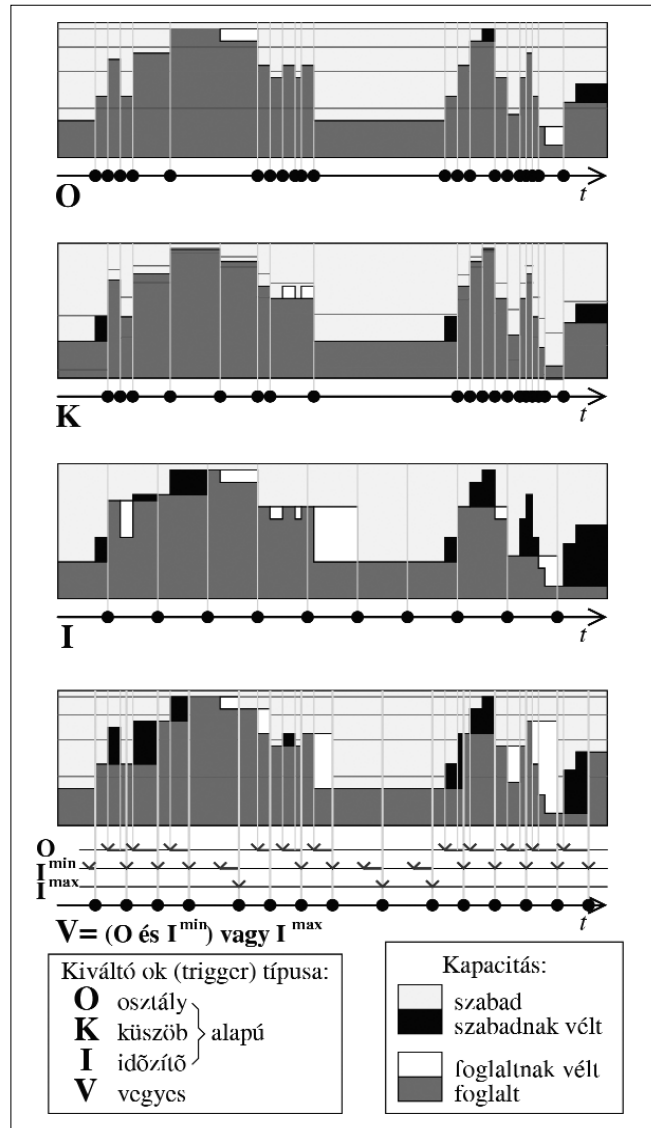 O
t
K
t
I
t
O
I min
I max
t
V= (O és I min) vagy I max
Kiváltó ok (trigger) típusa:
O osztály
K küszöb } alapú
I idõzítõ
V vegyes
Kapacitás:
szabad
szabadnak vélt
foglaltnak vélt
foglalt